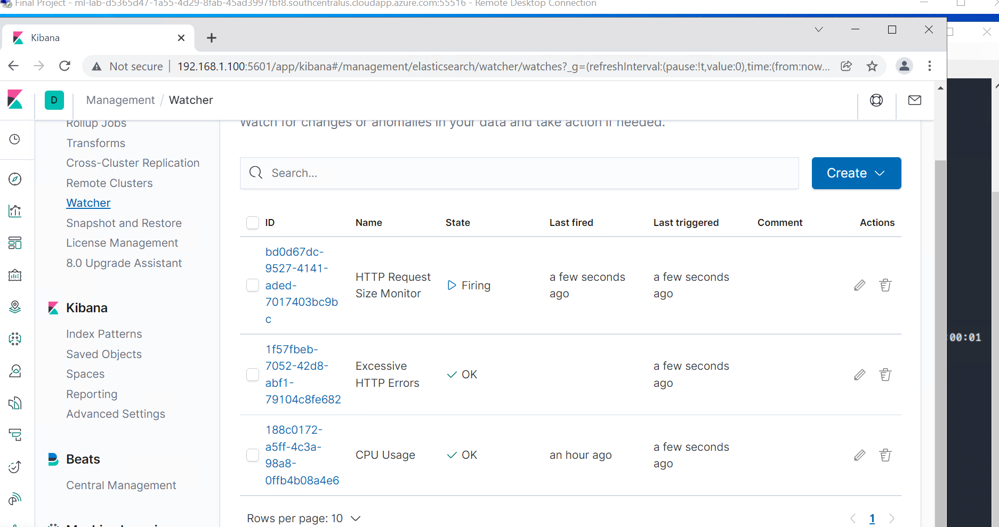 Final Project - ml-lab-d5365d47-1a55-4d29-8fab-45ad3997fbf8.southcentralus.cloudapp.azure.com:55516 - Remote Desktop Connection
Kibana
Not secure | 192.168.1.100:5601/app/kibana#/management/elasticsearch/watcher/watches?_g=(refreshInterval:(pause:!t,value:0),time:(from:now...
D Management / Watcher
Rollup Jobs
Transforms
Cross-Cluster Replication
Remote Clusters
Watcher
Snapshot and Restore
License Management
8.0 Upgrade Assistant
Kibana
Index Patterns
Saved Objects
Spaces
Reporting
Advanced Settings
Beats
Central Management
Watch for changes or anomalies in your data and take action if needed.
Search...
Create
ID Name State Last fired Last triggered Comment Actions
bd0d67dc-
9527-4141-
aded-
7017403bc9b
c
HTTP Request
Size Monitor
Firing
a few seconds
ago
a few seconds
ago
1f57fbeb-
7052-42d8-
abf1-
79104c8fe682
Excessive
HTTP Errors
OK
a few seconds
ago
188c0172-
a5ff-4c3a-
98a8-
0ffb4b08a4e6
CPU Usage
OK
an hour ago
a few seconds
ago
Rows per page: 10
1
:00:01